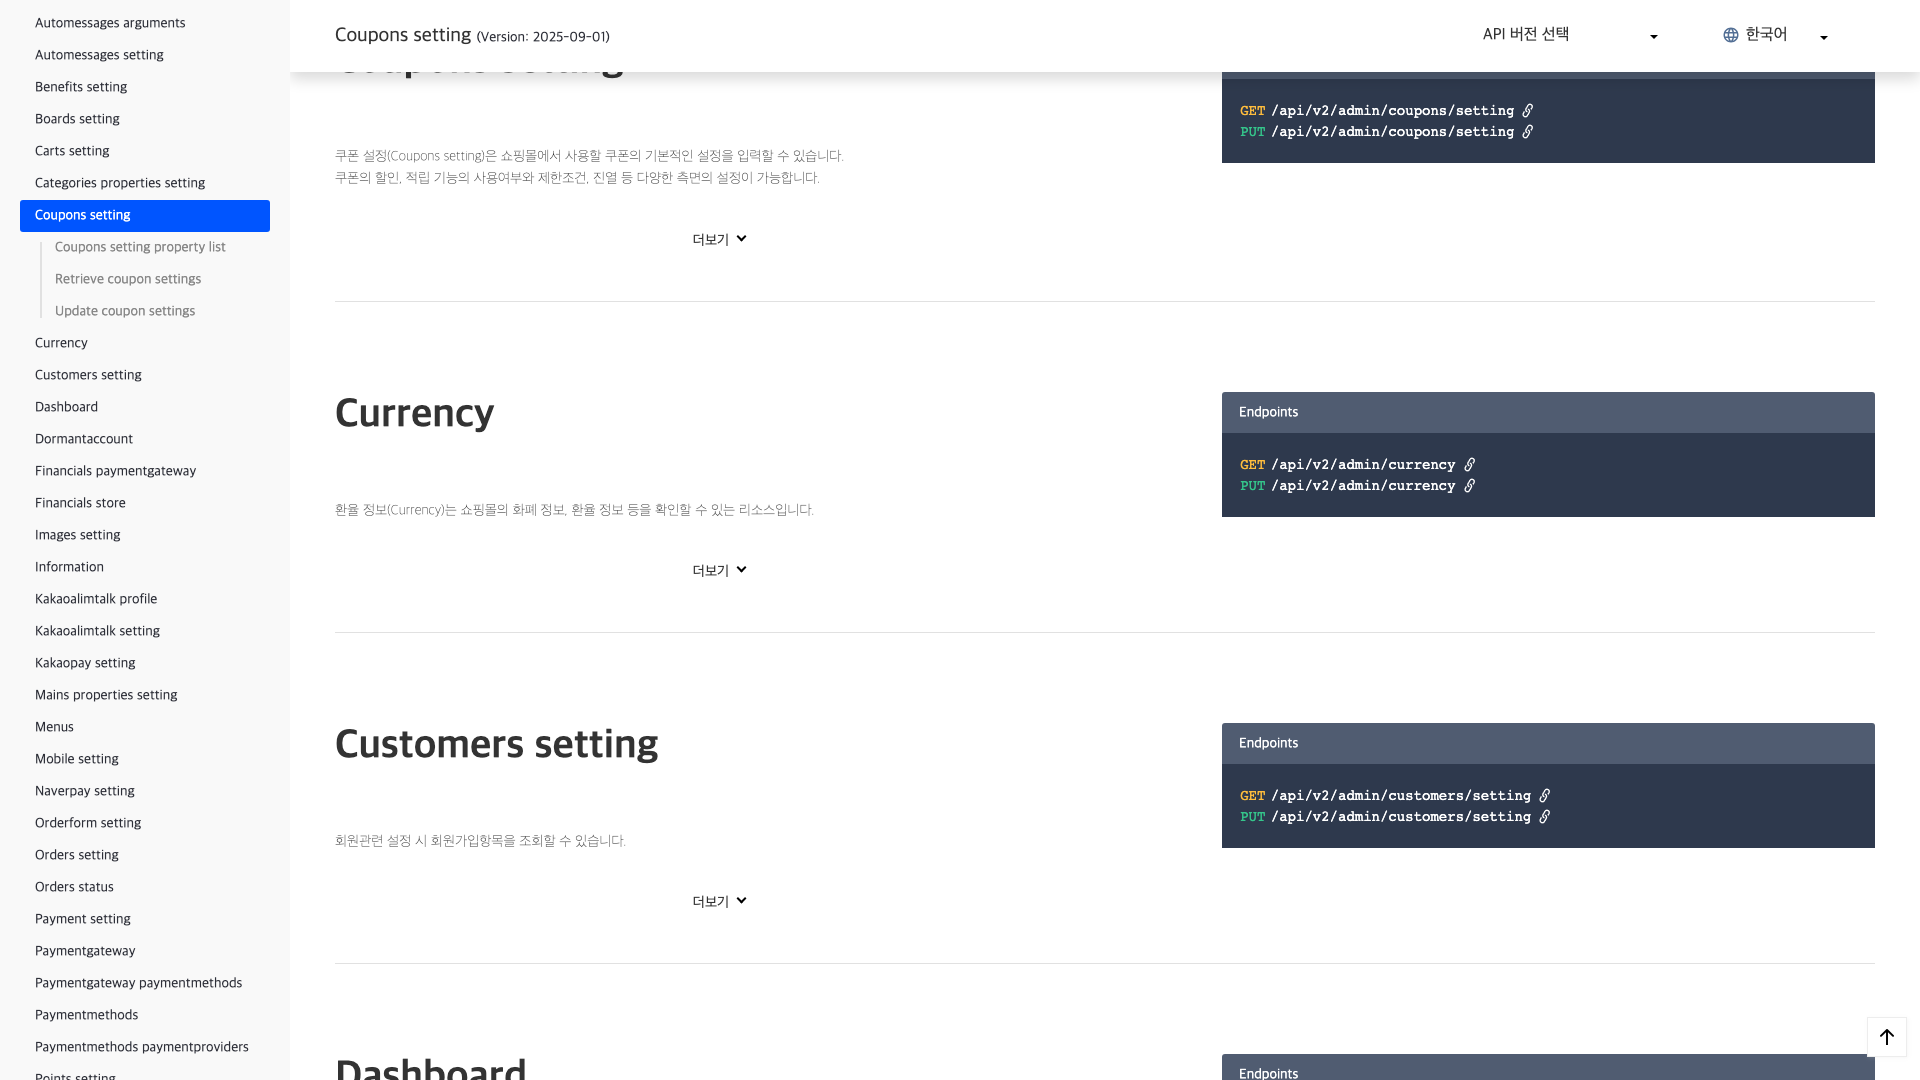 Automessages arguments
Automessages setting
Benefits setting
Boards setting
Carts setting
Categories properties setting
Coupons setting
Coupons setting property list
Retrieve coupon settings
Update coupon settings
Currency
Customers setting
Dashboard
Dormantaccount
Financials paymentgateway
Financials store
Images setting
Information
Kakaoalimtalk profile
Kakaoalimtalk setting
Kakaopay setting
Mains properties setting
Menus
Mobile setting
Naverpay setting
Orderform setting
Orders setting
Orders status
Payment setting
Paymentgateway
Paymentgateway paymentmethods
Paymentmethods
Paymentmethods paymentproviders
Points setting
Coupons setting (Version: 2025-09-01)
API 버전 선택
한국어
Coupons setting
GET /api/v2/admin/coupons/setting
PUT /api/v2/admin/coupons/setting
쿠폰 설정(Coupons setting)은 쇼핑몰에서 사용할 쿠폰의 기본적인 설정을 입력할 수 있습니다.
쿠폰의 할인, 적립 기능의 사용여부와 제한조건, 진열 등 다양한 측면의 설정이 가능합니다.
더보기
Currency
Endpoints
GET /api/v2/admin/currency
PUT /api/v2/admin/currency
환율 정보(Currency)는 쇼핑몰의 화폐 정보, 환율 정보 등을 확인할 수 있는 리소스입니다.
더보기
Customers setting
Endpoints
GET /api/v2/admin/customers/setting
PUT /api/v2/admin/customers/setting
회원관련 설정 시 회원가입항목을 조회할 수 있습니다.
더보기
Dashboard
Endpoints